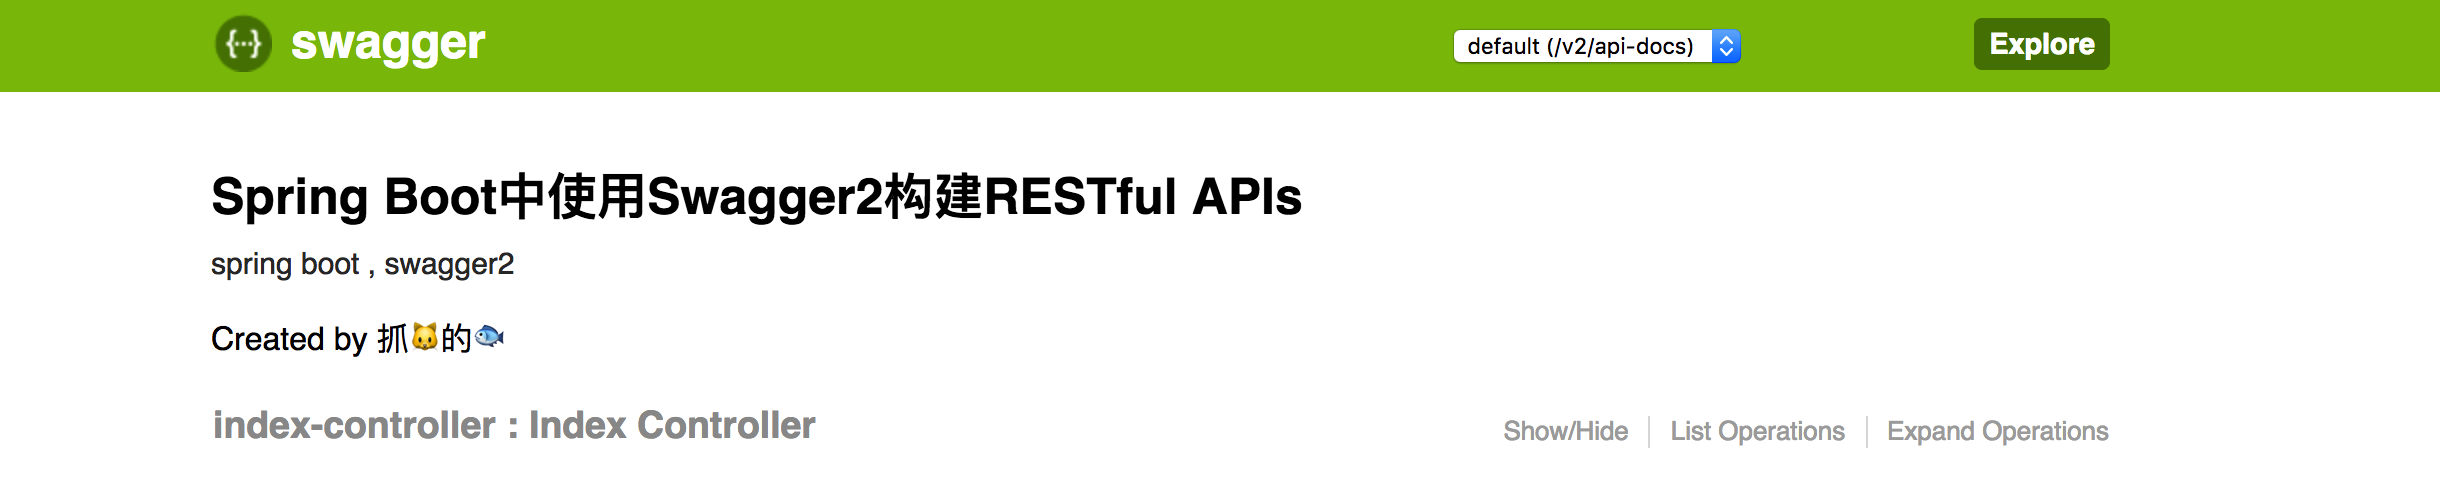 {···} swagger default (/v2/api-docs) Explore
Spring Boot中使用Swagger2构建RESTful APIs
spring boot , swagger2
Created by 抓🐱的🐟
index-controller : Index Controller Show/Hide List Operations Expand Operations